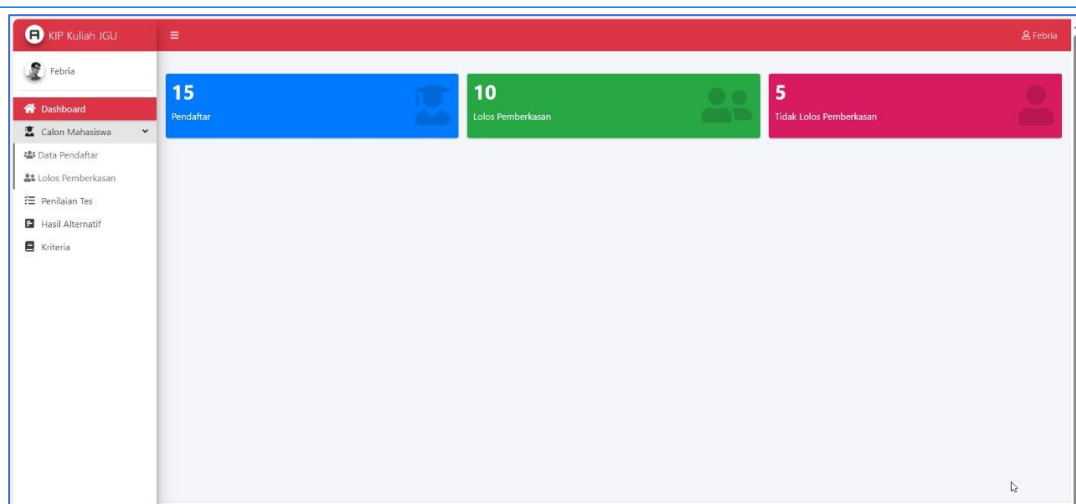 KIP Kuliah JGU
Febria
Febria
Dashboard
Calon Mahasiswa
Data Pendaftar
Lolos Pemberkasan
Penilaian Tes
Hasil Alternatif
Kriteria
15
Pendaftar
10
Lolos Pemberkasan
5
Tidak Lolos Pemberkasan